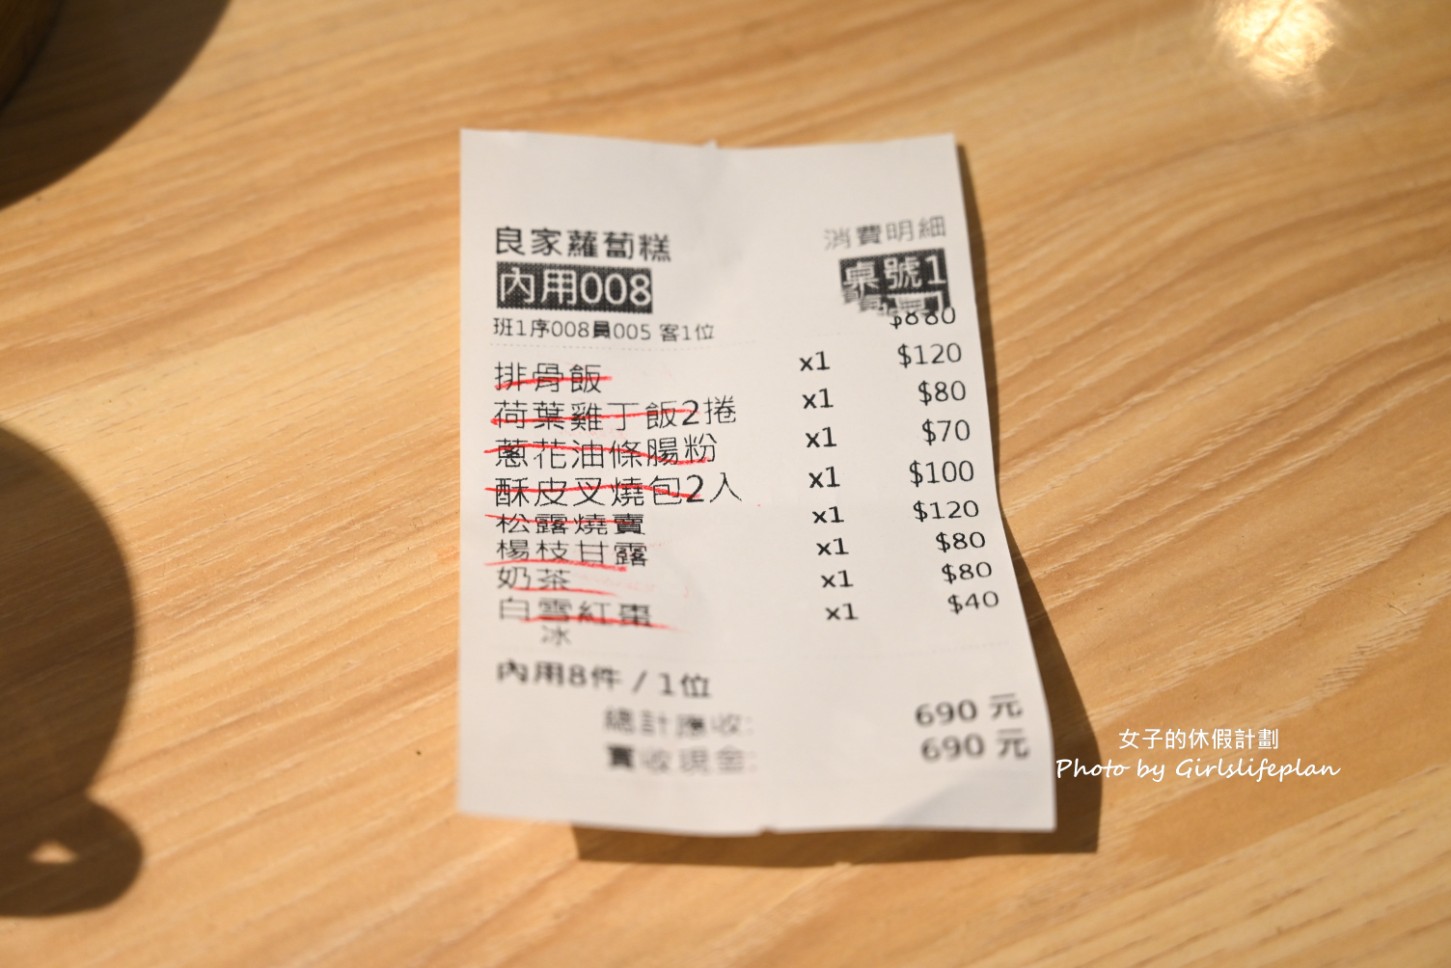 良家蘿蔔糕 消費明細
內用008 桌號1
班1序008員005 客1位
排骨飯 x1 $120
荷葉雞丁飯2捲 x1 $80
蔥花油條腸粉 x1 $70
酥皮叉燒包2入 x1 $100
松露燒賣 x1 $120
楊枝甘露 x1 $80
奶茶 x1 $80
白雪紅棗 x1 $40
冰
內用8件 / 1位
總計應收: 690 元
實收現金: 690 元
女子的休假計劃
Photo by Girlslifeplan